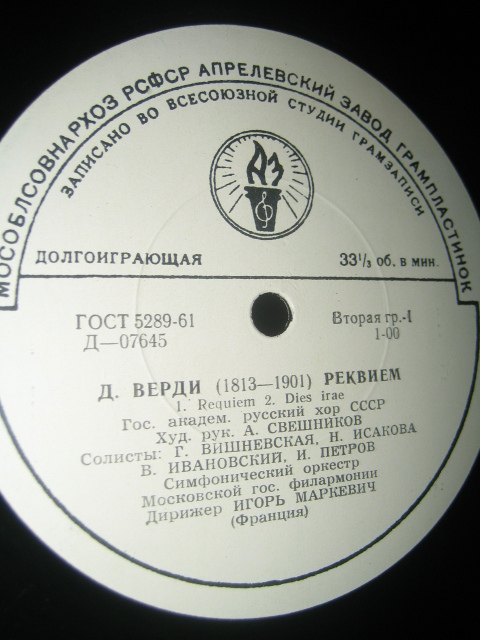 МОСОБЛСОВНАРХОЗ РСФСР АПРЕЛЕВСКИЙ ЗАВОД ГРАМПЛАСТИНОК
ЗАПИСАНО ВО ВСЕСОЮЗНОЙ СТУДИИ ГРАМЗАПИСИ
АЗ
ДОЛГОИГРАЮЩАЯ 33⅓ об. в мин.
ГОСТ 5289-61 Вторая гр.-I
Д—07645 1-00
Д. ВЕРДИ (1813—1901) РЕКВИЕМ
1. Requiem 2. Dies irae
Гос. академ. русский хор СССР
Худ. рук. А. СВЕШНИКОВ
Солисты: Г. ВИШНЕВСКАЯ, Н. ИСАКОВА
В. ИВАНОВСКИЙ, И. ПЕТРОВ
Симфонический оркестр
Московской гос. филармонии
Дирижер ИГОРЬ МАРКЕВИЧ
(Франция)